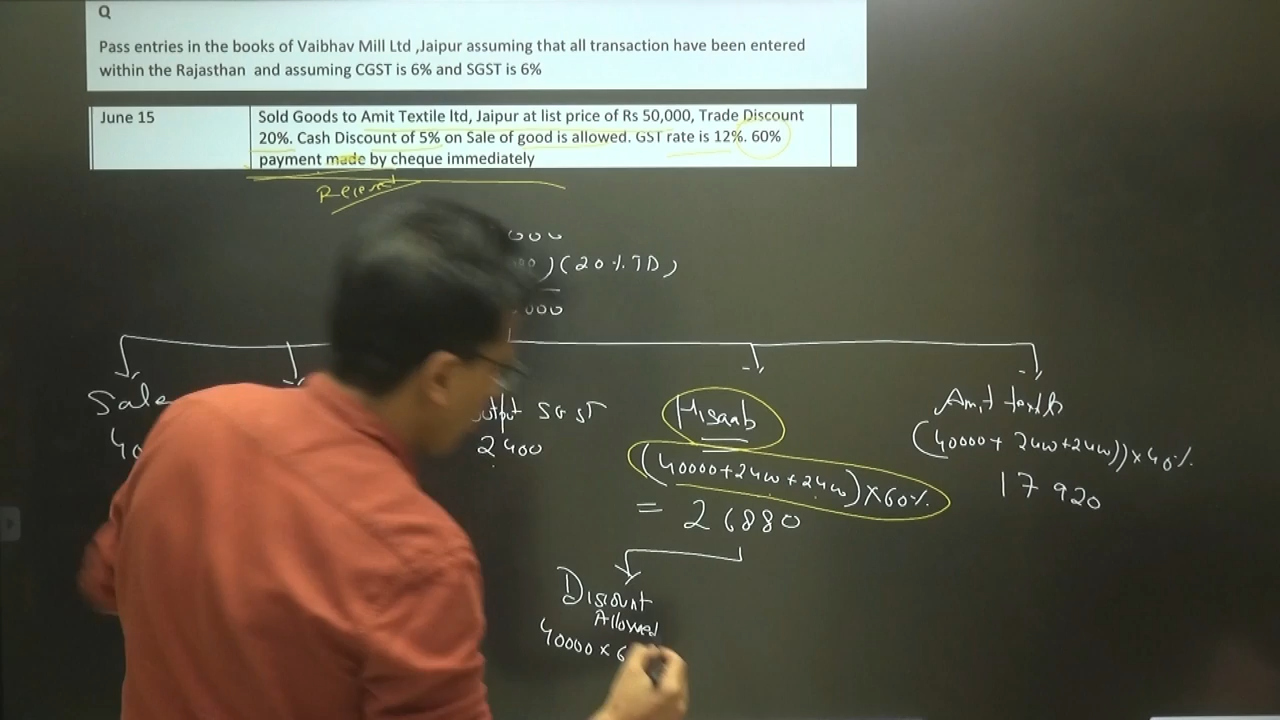 Q
Pass entries in the books of Vaibhav Mill Ltd ,Jaipur assuming that all transaction have been entered
within the Rajasthan and assuming CGST is 6% and SGST is 6%
June 15
Sold Goods to Amit Textile ltd, Jaipur at list price of Rs 50,000, Trade Discount
20%. Cash Discount of 5% on Sale of good is allowed. GST rate is 12%. 60%
payment made by cheque immediately
000
) (20% TD)
000
Sale
40
SGST
2400
Hisaab
(40000+2400+2400)×60%
= 26880
Amit
(40000+2400+2400))×40%
17920
Discount
Allowed
40000×6